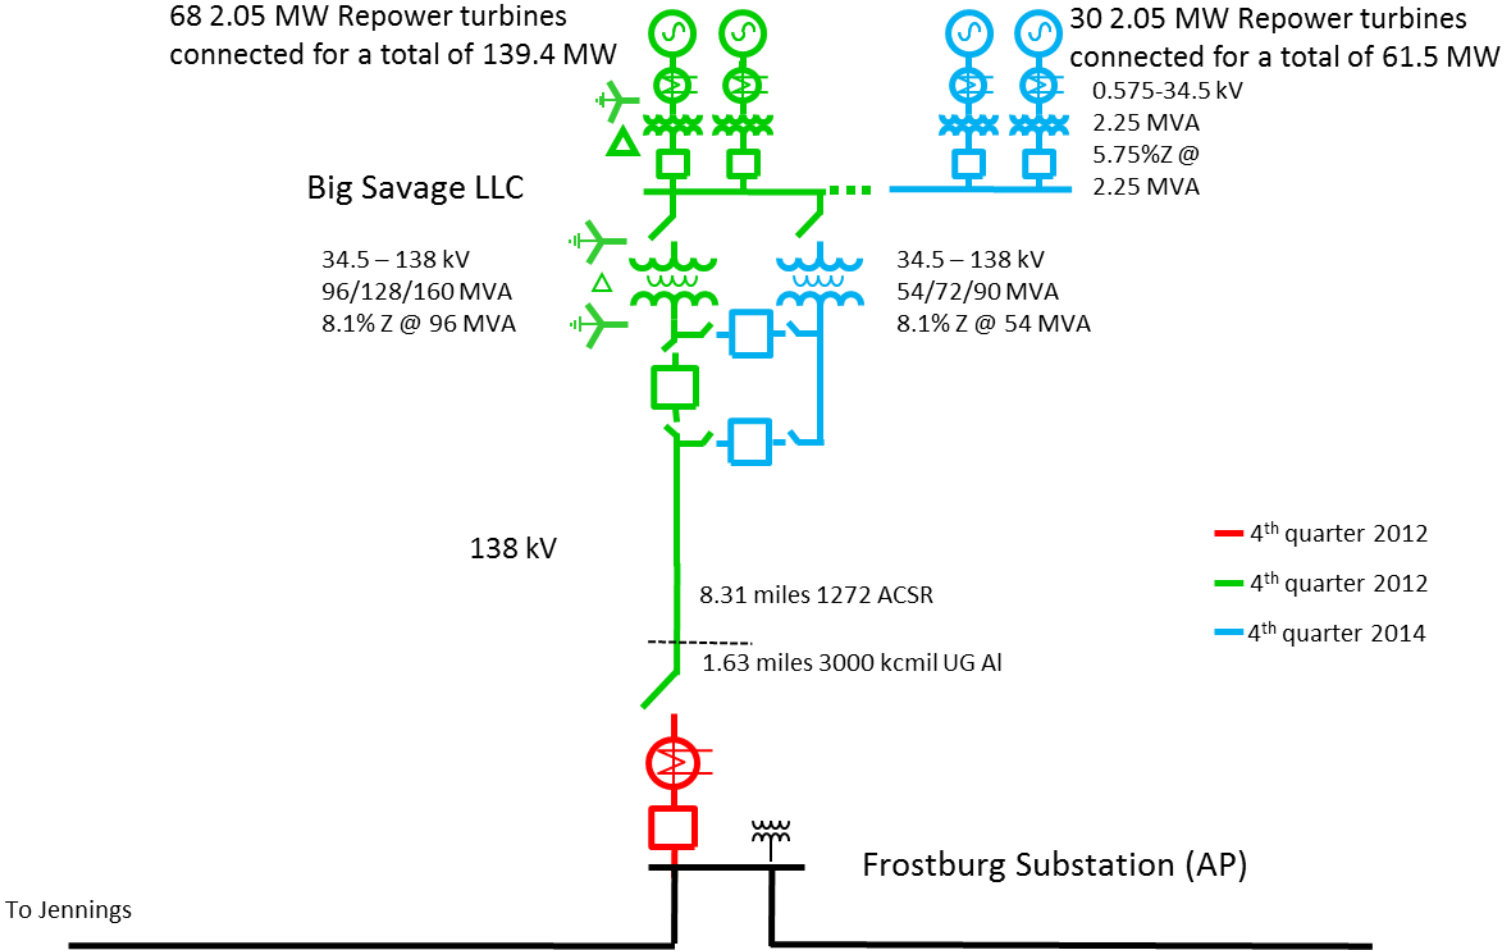 68 2.05 MW Repower turbines
connected for a total of 139.4 MW
30 2.05 MW Repower turbines
connected for a total of 61.5 MW
0.575-34.5 kV
2.25 MVA
5.75%Z @
2.25 MVA
Big Savage LLC
34.5 – 138 kV
96/128/160 MVA
8.1% Z @ 96 MVA
34.5 – 138 kV
54/72/90 MVA
8.1% Z @ 54 MVA
138 kV
8.31 miles 1272 ACSR
1.63 miles 3000 kcmil UG Al
4th quarter 2012
4th quarter 2012
4th quarter 2014
Frostburg Substation (AP)
To Jennings